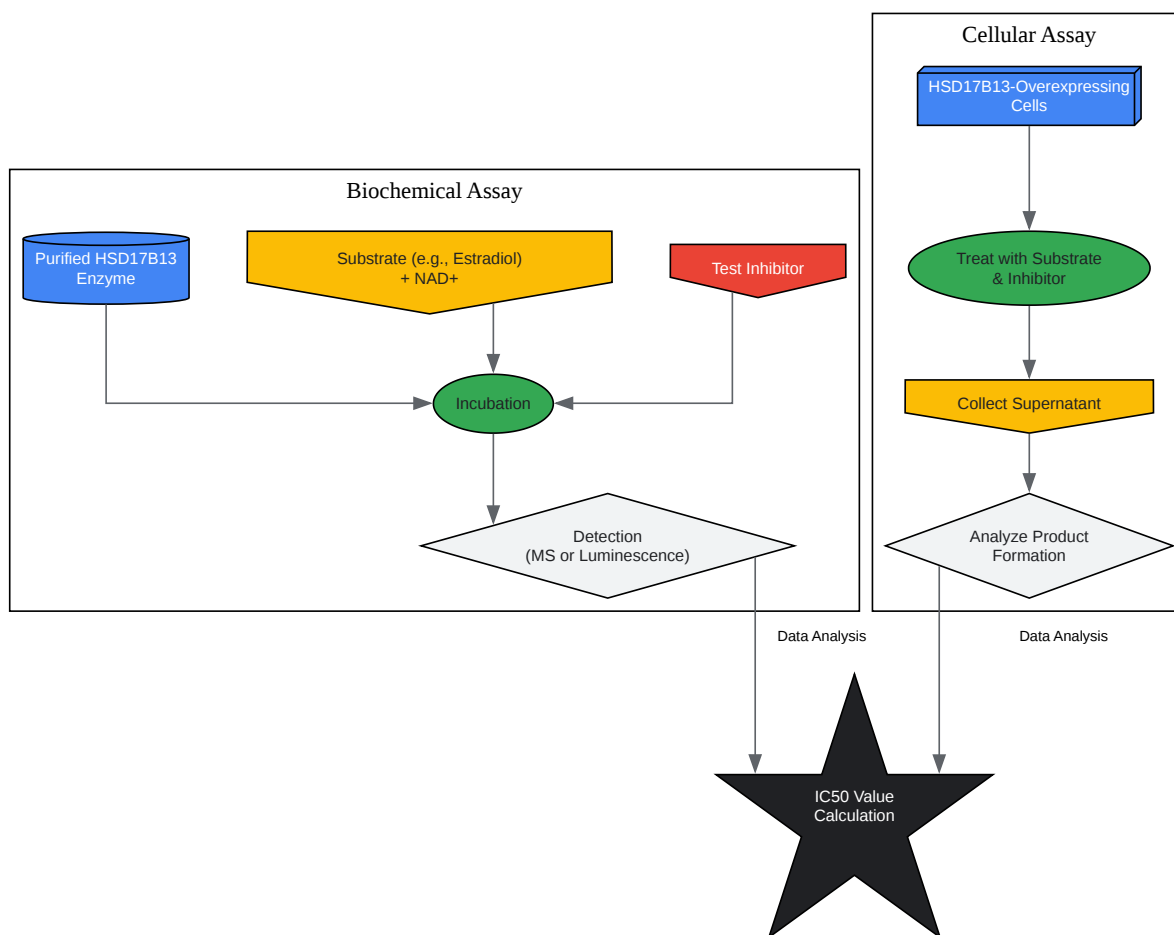 Cellular Assay
HSD17B13-Overexpressing
Cells
Treat with Substrate
& Inhibitor
Collect Supernatant
Analyze Product
Formation
Biochemical Assay
Purified HSD17B13
Enzyme
Substrate (e.g., Estradiol)
+ NAD+
Test Inhibitor
Incubation
Detection
(MS or Luminescence)
Data Analysis
Data Analysis
IC50 Value
Calculation